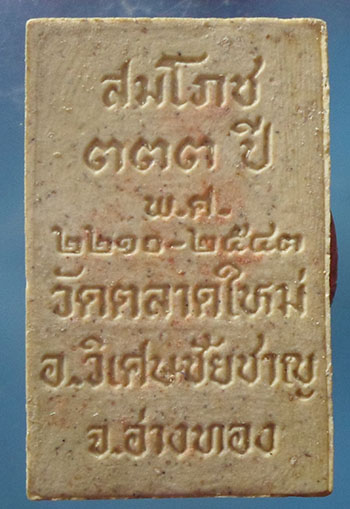 สมโภช
๓๓๓ ปี
พ.ศ.
๒๒๑๐-๒๕๔๓
วัดตลาดใหม่
อ.วิเศษชัยชาญ
จ.อ่างทอง